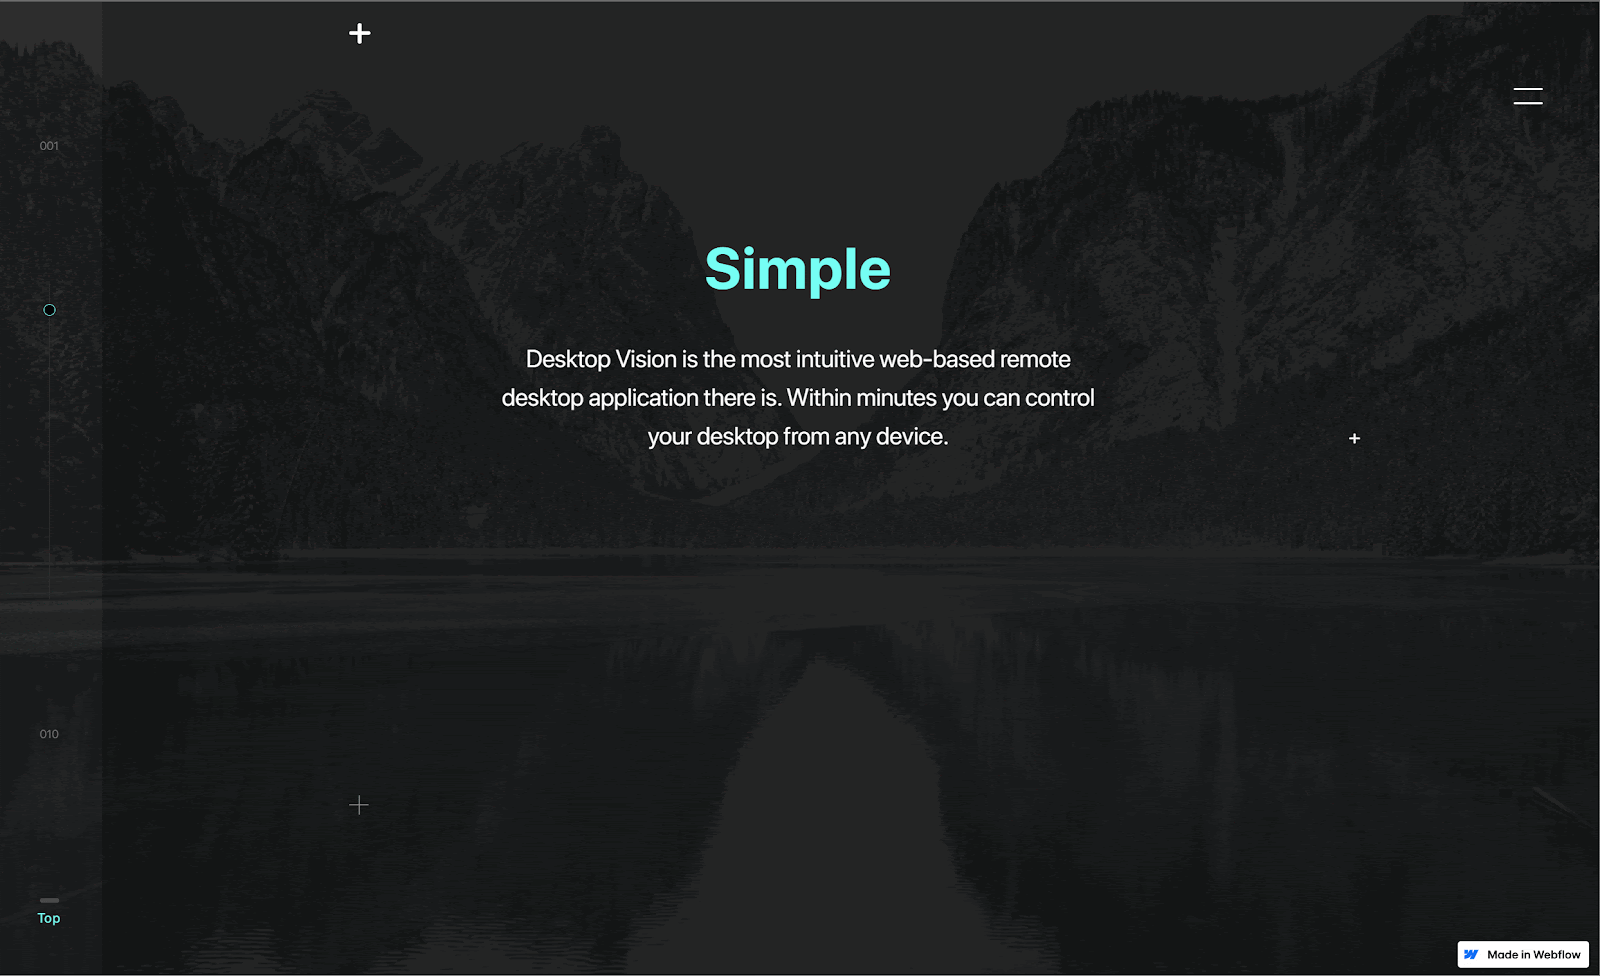 001
Simple
Desktop Vision is the most intuitive web-based remote
desktop application there is. Within minutes you can control
your desktop from any device.
010
Top
Made in Webflow